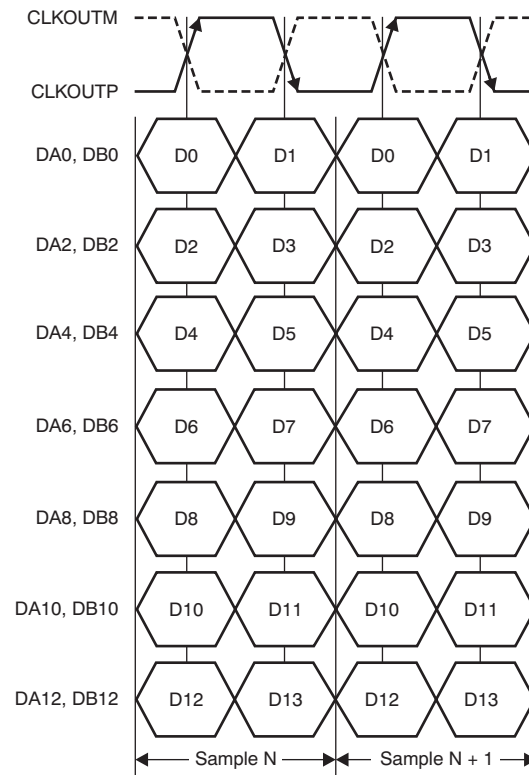 CLKOUTM
CLKOUTP
DA0, DB0 D0 D1 D0 D1
DA2, DB2 D2 D3 D2 D3
DA4, DB4 D4 D5 D4 D5
DA6, DB6 D6 D7 D6 D7
DA8, DB8 D8 D9 D8 D9
DA10, DB10 D10 D11 D10 D11
DA12, DB12 D12 D13 D12 D13
Sample N Sample N + 1